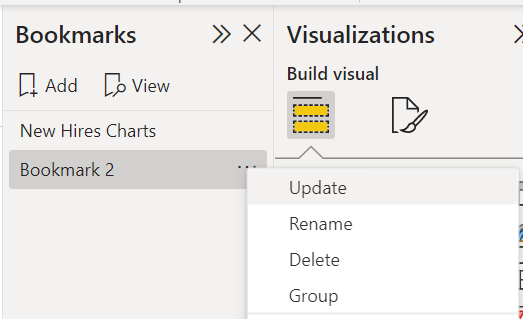 Bookmarks
Visualizations
Add
View
Build visual
New Hires Charts
Bookmark 2
Update
Rename
Delete
Group